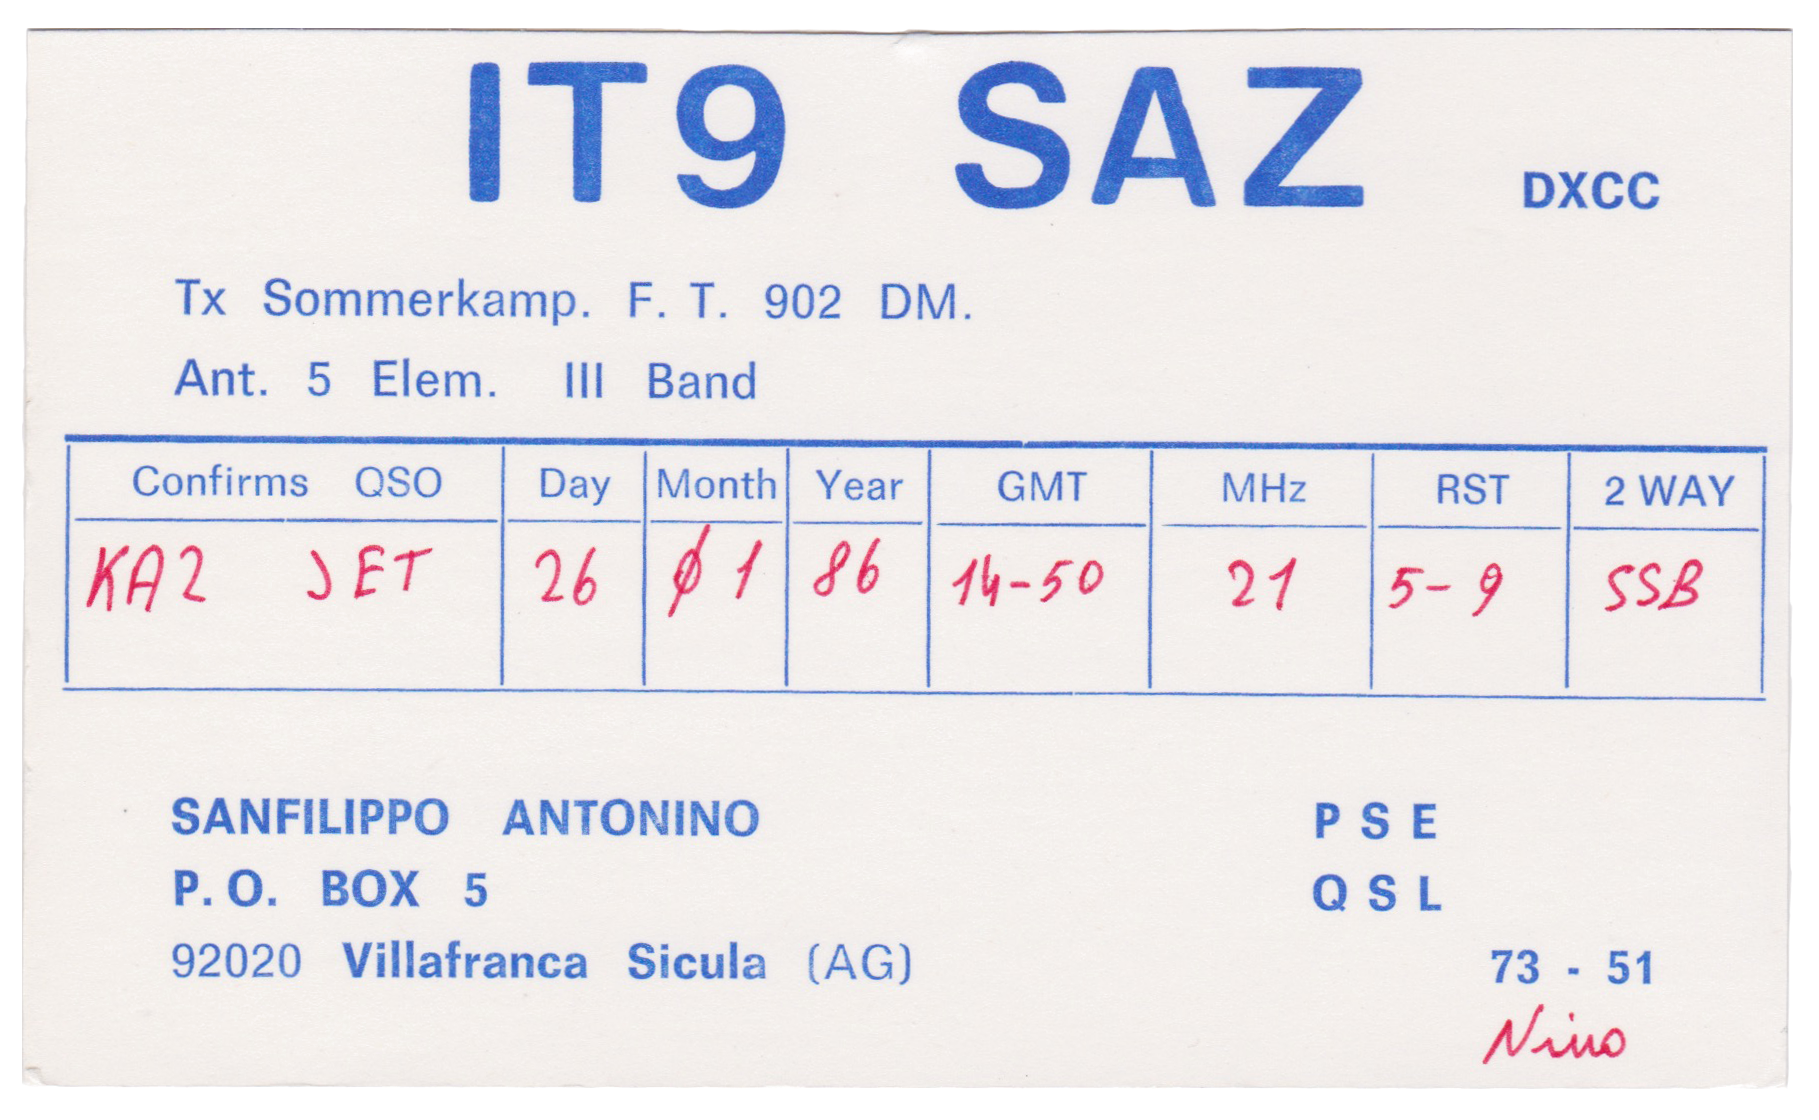 IT9 SAZ DXCC
Tx Sommerkamp. F. T. 902 DM.
Ant. 5 Elem. III Band
Confirms QSO Day Month Year GMT MHz RST 2 WAY
KA2 JET 26 Ø1 86 14-50 21 5-9 SSB
SANFILIPPO ANTONINO
P.O. BOX 5
92020 Villafranca Sicula (AG)
PSE
QSL
73 - 51
Nino